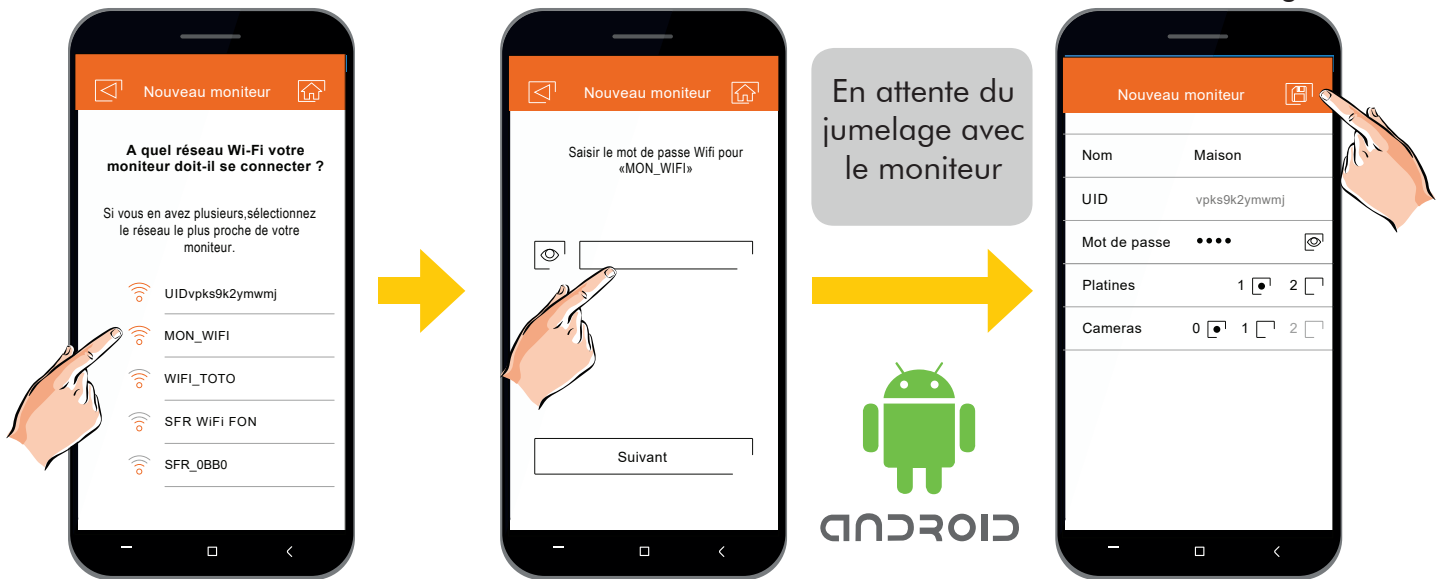 Nouveau moniteur
A quel réseau Wi-Fi votre
moniteur doit-il se connecter ?
Si vous en avez plusieurs,sélectionnez
le réseau le plus proche de votre
moniteur.
UIDvpks9k2ymwmj
MON_WIFI
WIFI_TOTO
SFR WiFi FON
SFR_0BB0
Nouveau moniteur
Saisir le mot de passe Wifi pour
«MON_WIFI»
Suivant
En attente du
jumelage avec
le moniteur
ANDROID
Nouveau moniteur
Nom Maison
UID vpks9k2ymwmj
Mot de passe ••••
Platines 1 2
Cameras 0 1 2